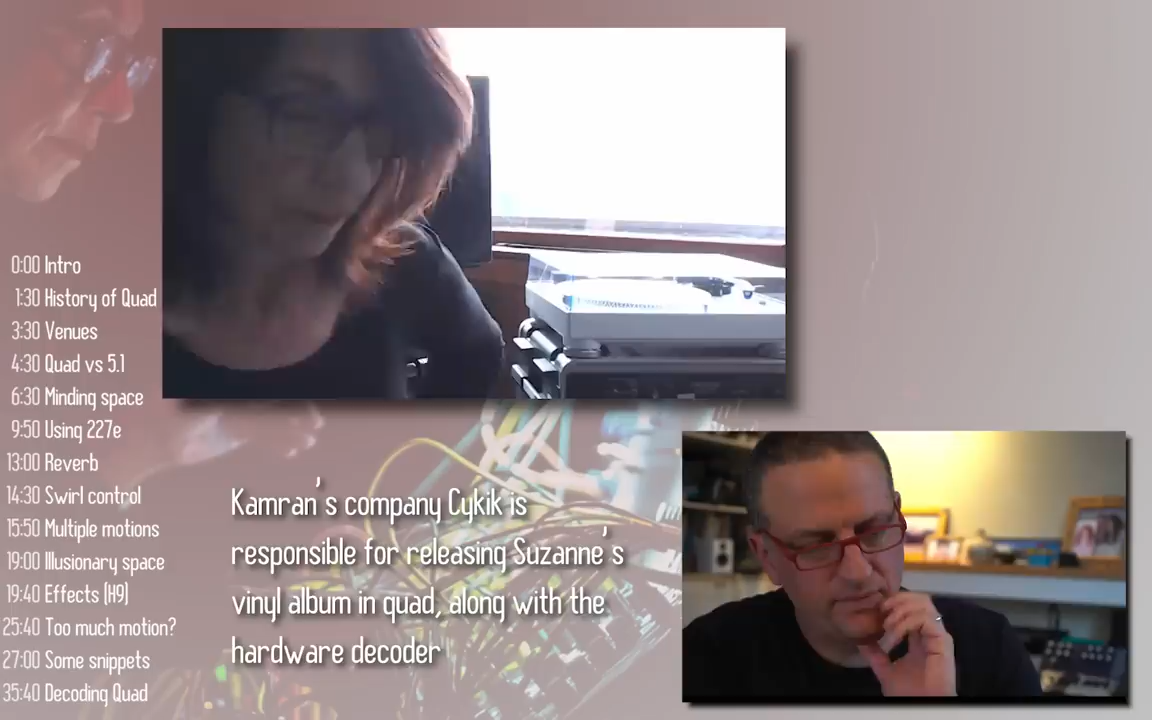 0:00 Intro
1:30 History of Quad
3:30 Venues
4:30 Quad vs 5.1
6:30 Minding space
9:50 Using 227e
13:00 Reverb
14:30 Swirl control
15:50 Multiple motions
19:00 Illusionary space
19:40 Effects (H9)
25:40 Too much motion?
27:00 Some snippets
35:40 Decoding Quad
Kamran's company Cykik is
responsible for releasing Suzanne's
vinyl album in quad, along with the
hardware decoder